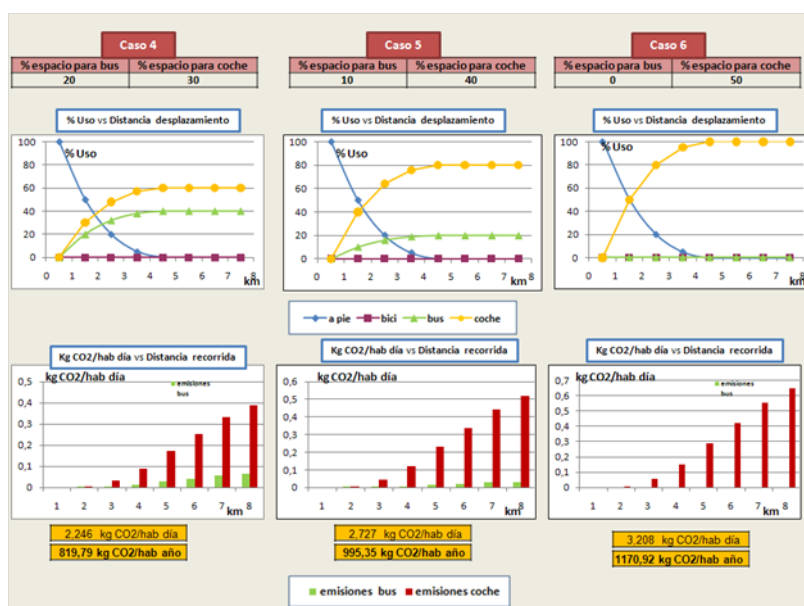 Caso 4
Caso 5
Caso 6
% espacio para bus % espacio para coche
20 30
% espacio para bus % espacio para coche
10 40
% espacio para bus % espacio para coche
0 50
% Uso vs Distancia desplazamiento
% Uso vs Distancia desplazamiento
% Uso vs Distancia desplazamiento
% Uso
100
80
60
40
20
0
0 1 2 3 4 5 6 7 8
km
% Uso
100
80
60
40
20
0
0 1 2 3 4 5 6 7 8
km
% Uso
100
80
60
40
20
0
0 1 2 3 4 5 6 7 8
km
a pie bici bus coche
Kg CO2/hab día vs Distancia recorrida
Kg CO2/hab día vs Distancia recorrida
Kg CO2/hab día vs Distancia recorrida
kg CO2/hab día
emisiones
bus
0,5
0,4
0,3
0,2
0,1
0
1 2 3 4 5 6 7 8
km
kg CO2/hab día
0,6
0,5
0,4
0,3
0,2
0,1
0
1 2 3 4 5 6 7 8
km
kg CO2/hab día
emisiones
bus
0,7
0,6
0,5
0,4
0,3
0,2
0,1
0
1 2 3 4 5 6 7 8
km
2,246 kg CO2/hab día
819,79 kg CO2/hab año
2,727 kg CO2/hab día
995,35 kg CO2/hab año
3,208 kg CO2/hab día
1170,92 kg CO2/hab año
emisiones bus emisiones coche